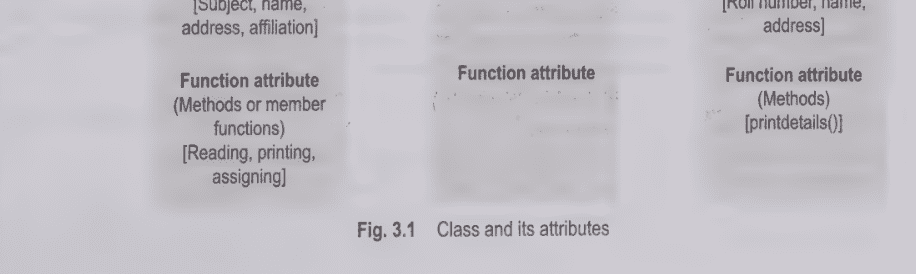 [Subject, name,
address, affiliation]
Function attribute
(Methods or member
functions)
[Reading, printing,
assigning]
Function attribute
[Roll number, name,
address]
Function attribute
(Methods)
[printdetails()]
Fig. 3.1 Class and its attributes